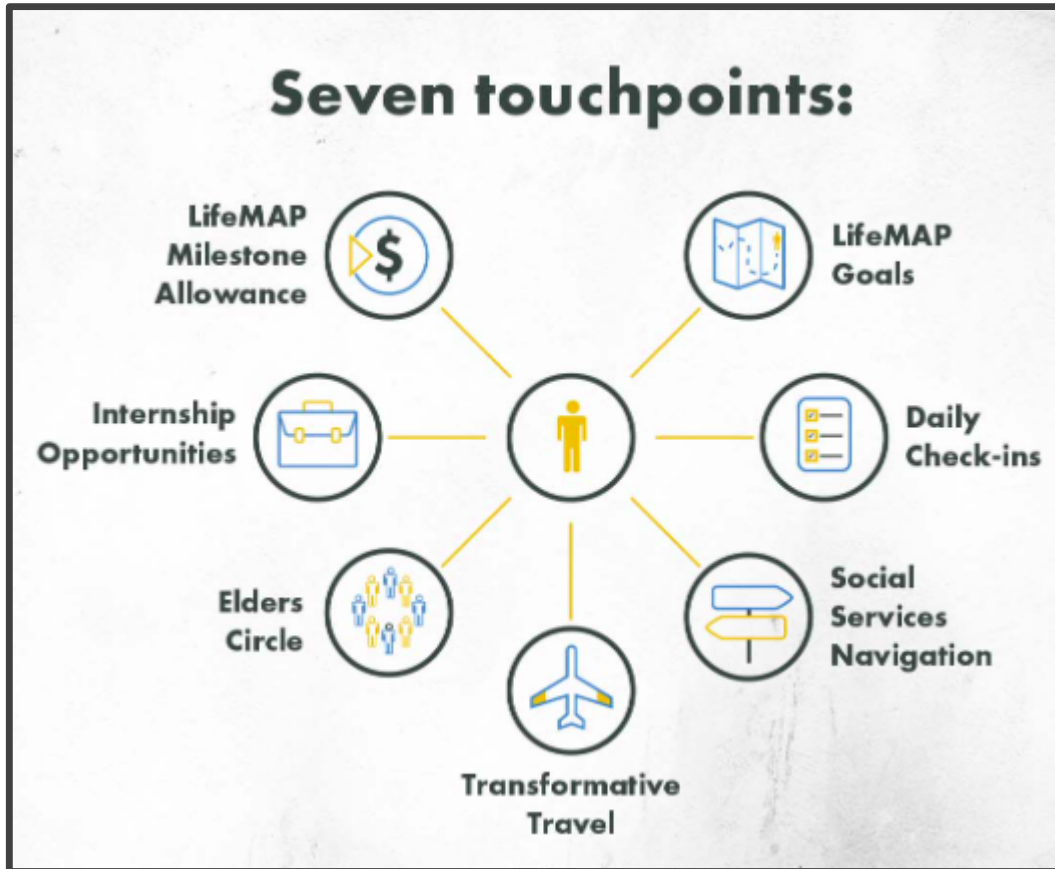 Seven touchpoints:
LifeMAP
Milestone
Allowance
$
LifeMAP
Goals
Internship
Opportunities
Daily
Check-ins
Elders
Circle
Social
Services
Navigation
Transformative
Travel